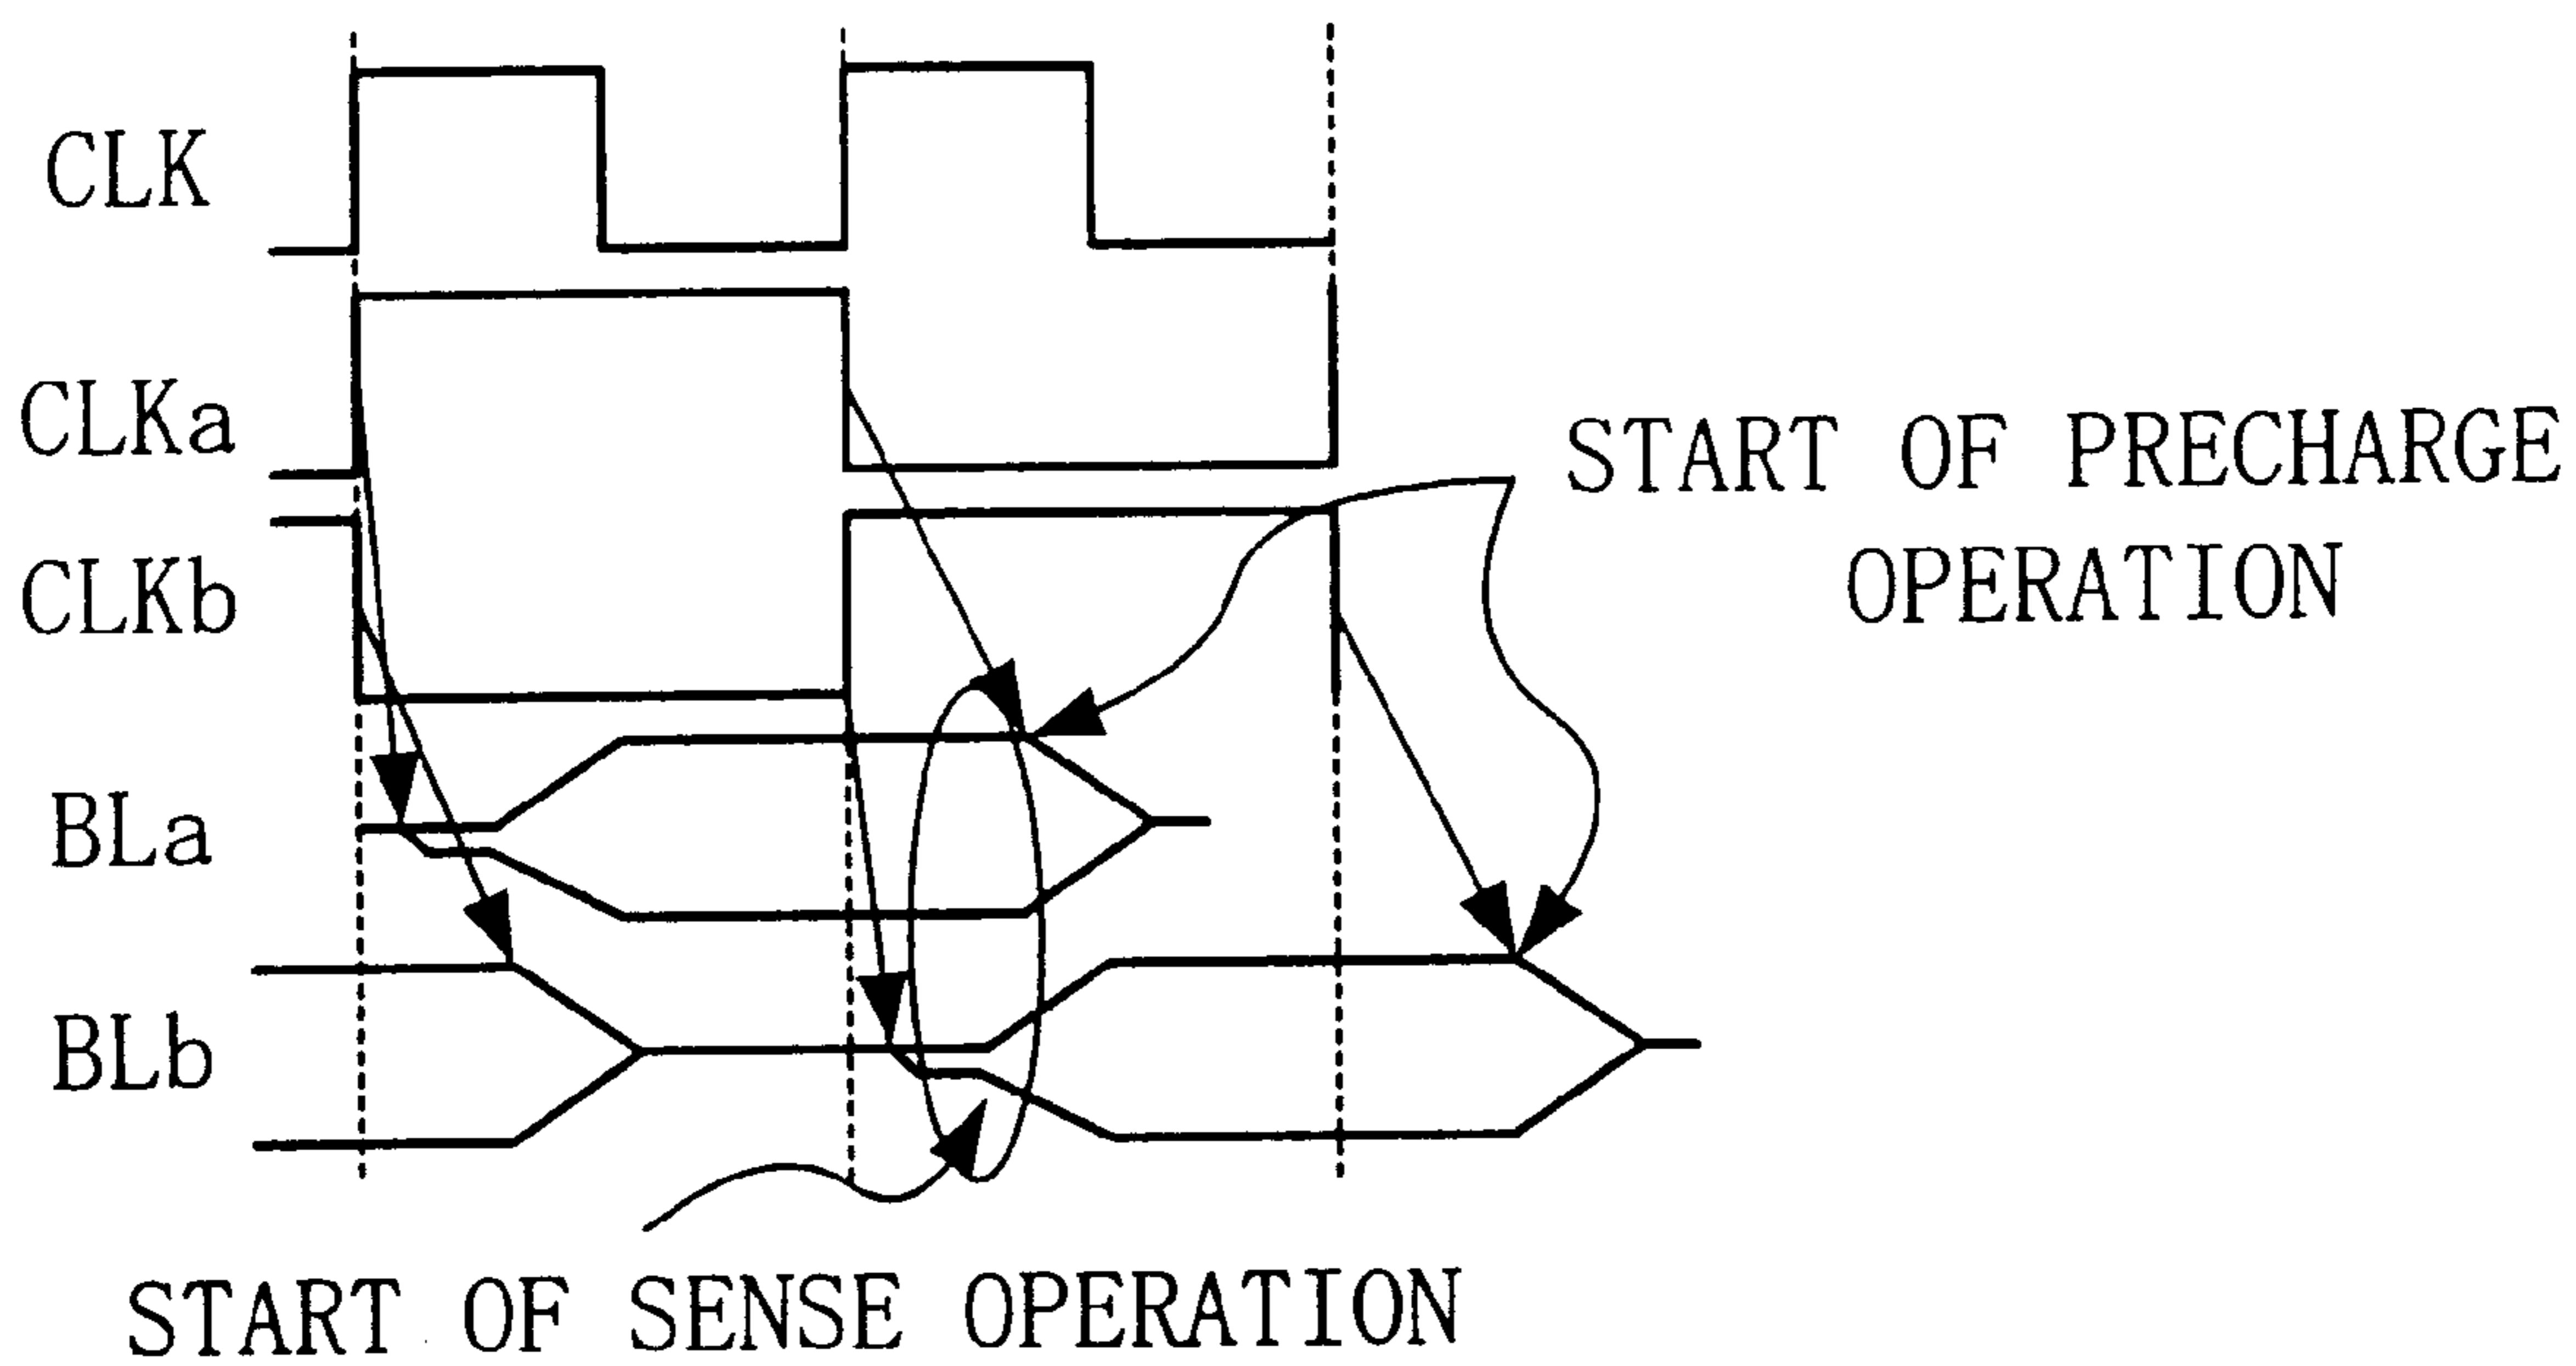 CLK
CLKa
START OF PRECHARGE
OPERATION
CLKb
BLa
BLb
START OF SENSE OPERATION